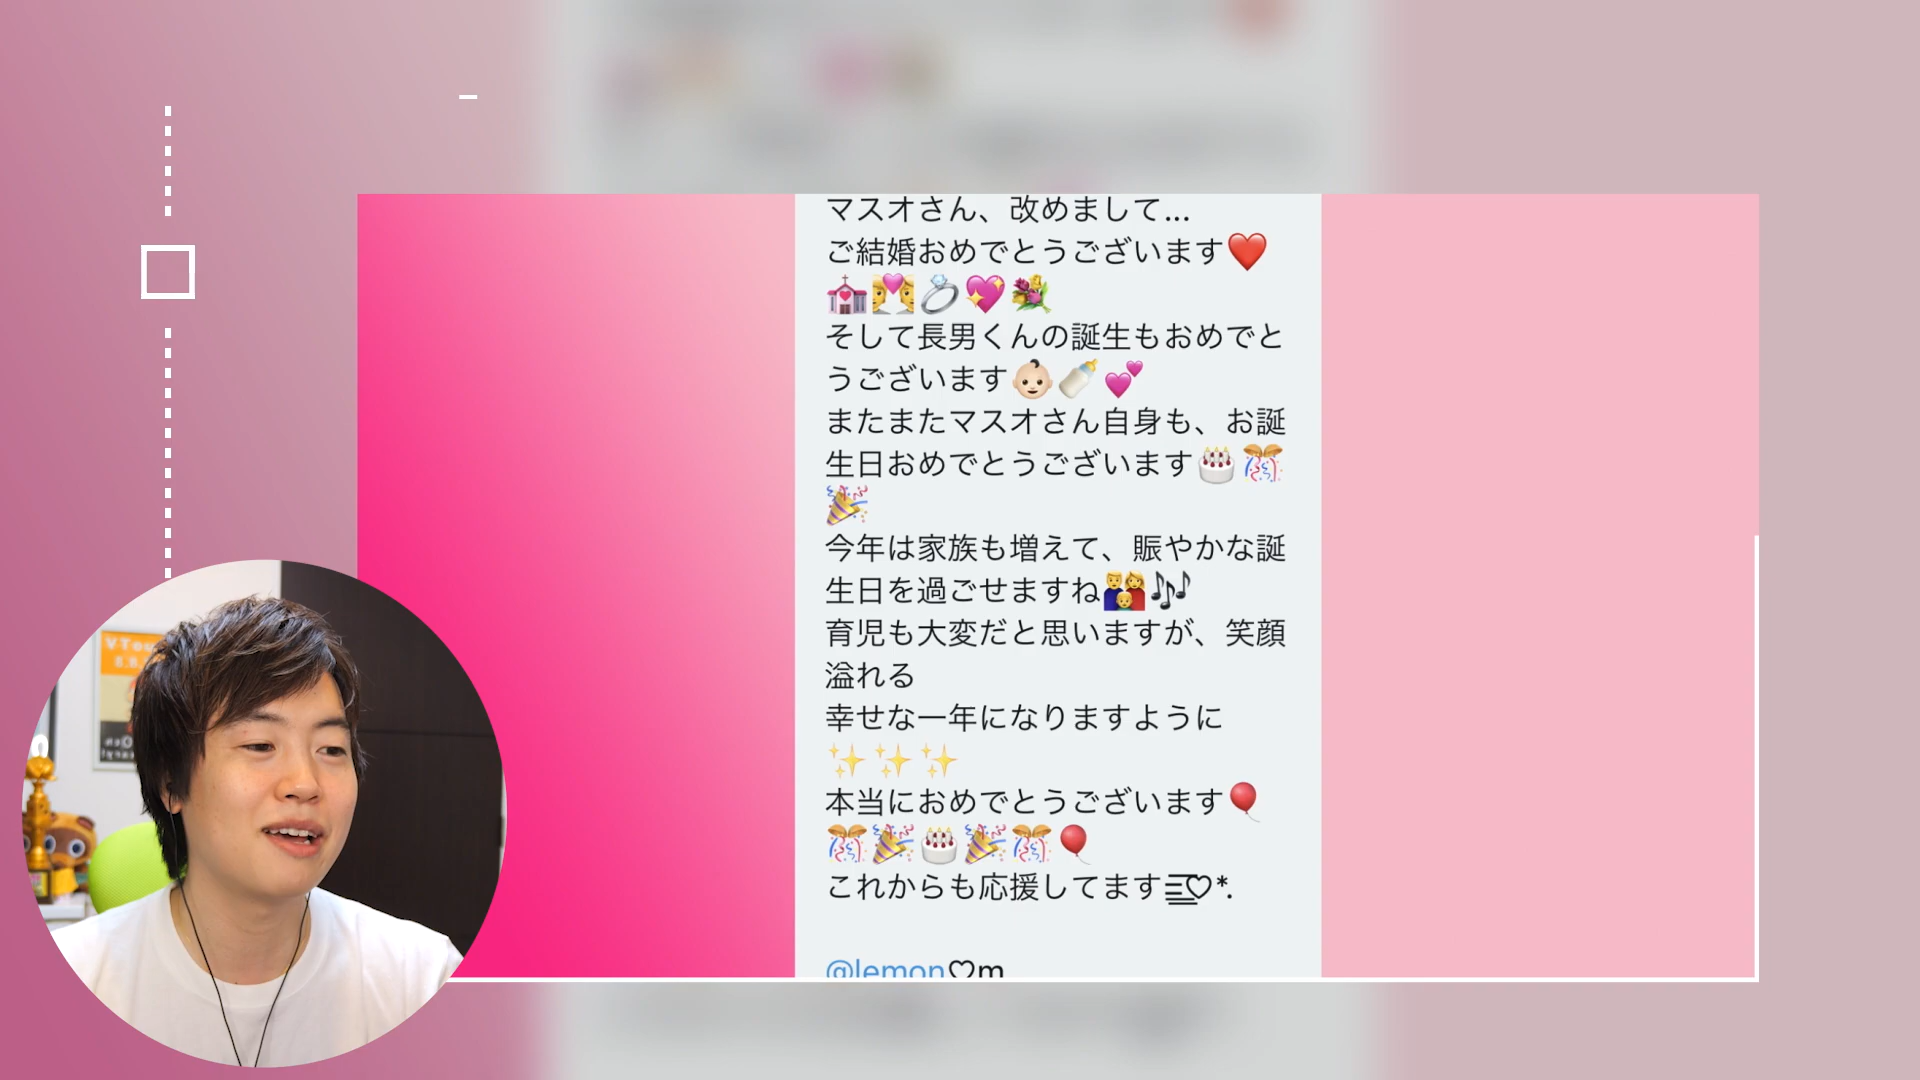 マスオさん、改めまして...
ご結婚おめでとうございます❤️
💒💑💍💖💐
そして長男くんの誕生もおめでと
うございます👶🏻🍼💕
またまたマスオさん自身も、お誕
生日おめでとうございます🎂🎊
🎉
今年は家族も増えて、賑やかな誕
生日を過ごせますね👨‍👩‍👦🎶
育児も大変だと思いますが、笑顔
溢れる
幸せな一年になりますように
✨✨✨
本当におめでとうございます🎈
🎊🎉🎂🎉🎊🎈
これからも応援してます♡*.
@lemon♡m